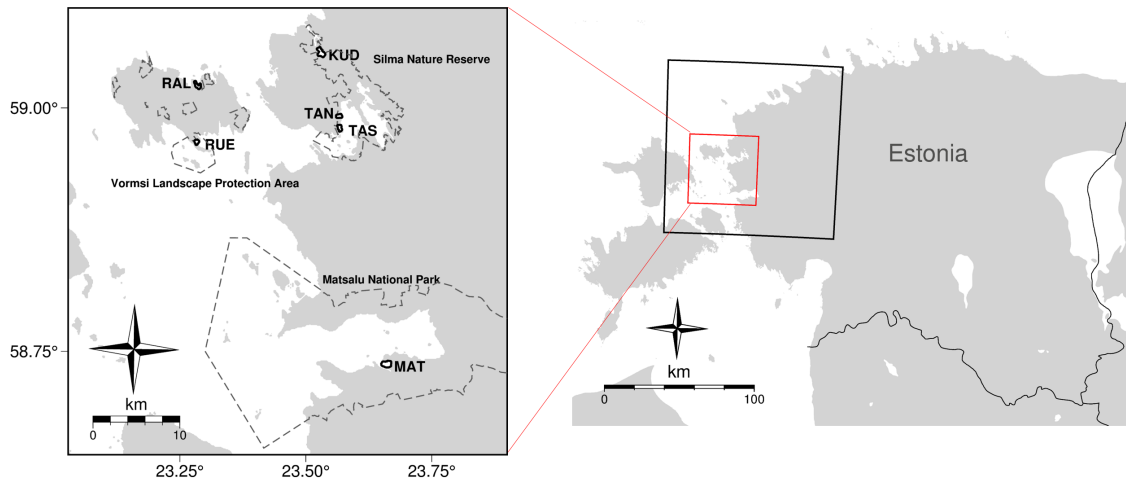 KUD
Silma Nature Reserve
RAL
59.00°
TAN
TAS
RUE
Vormsi Landscape Protection Area
Matsalu National Park
58.75°
MAT
km
0
10
23.25°
23.50°
23.75°
Estonia
km
0
100